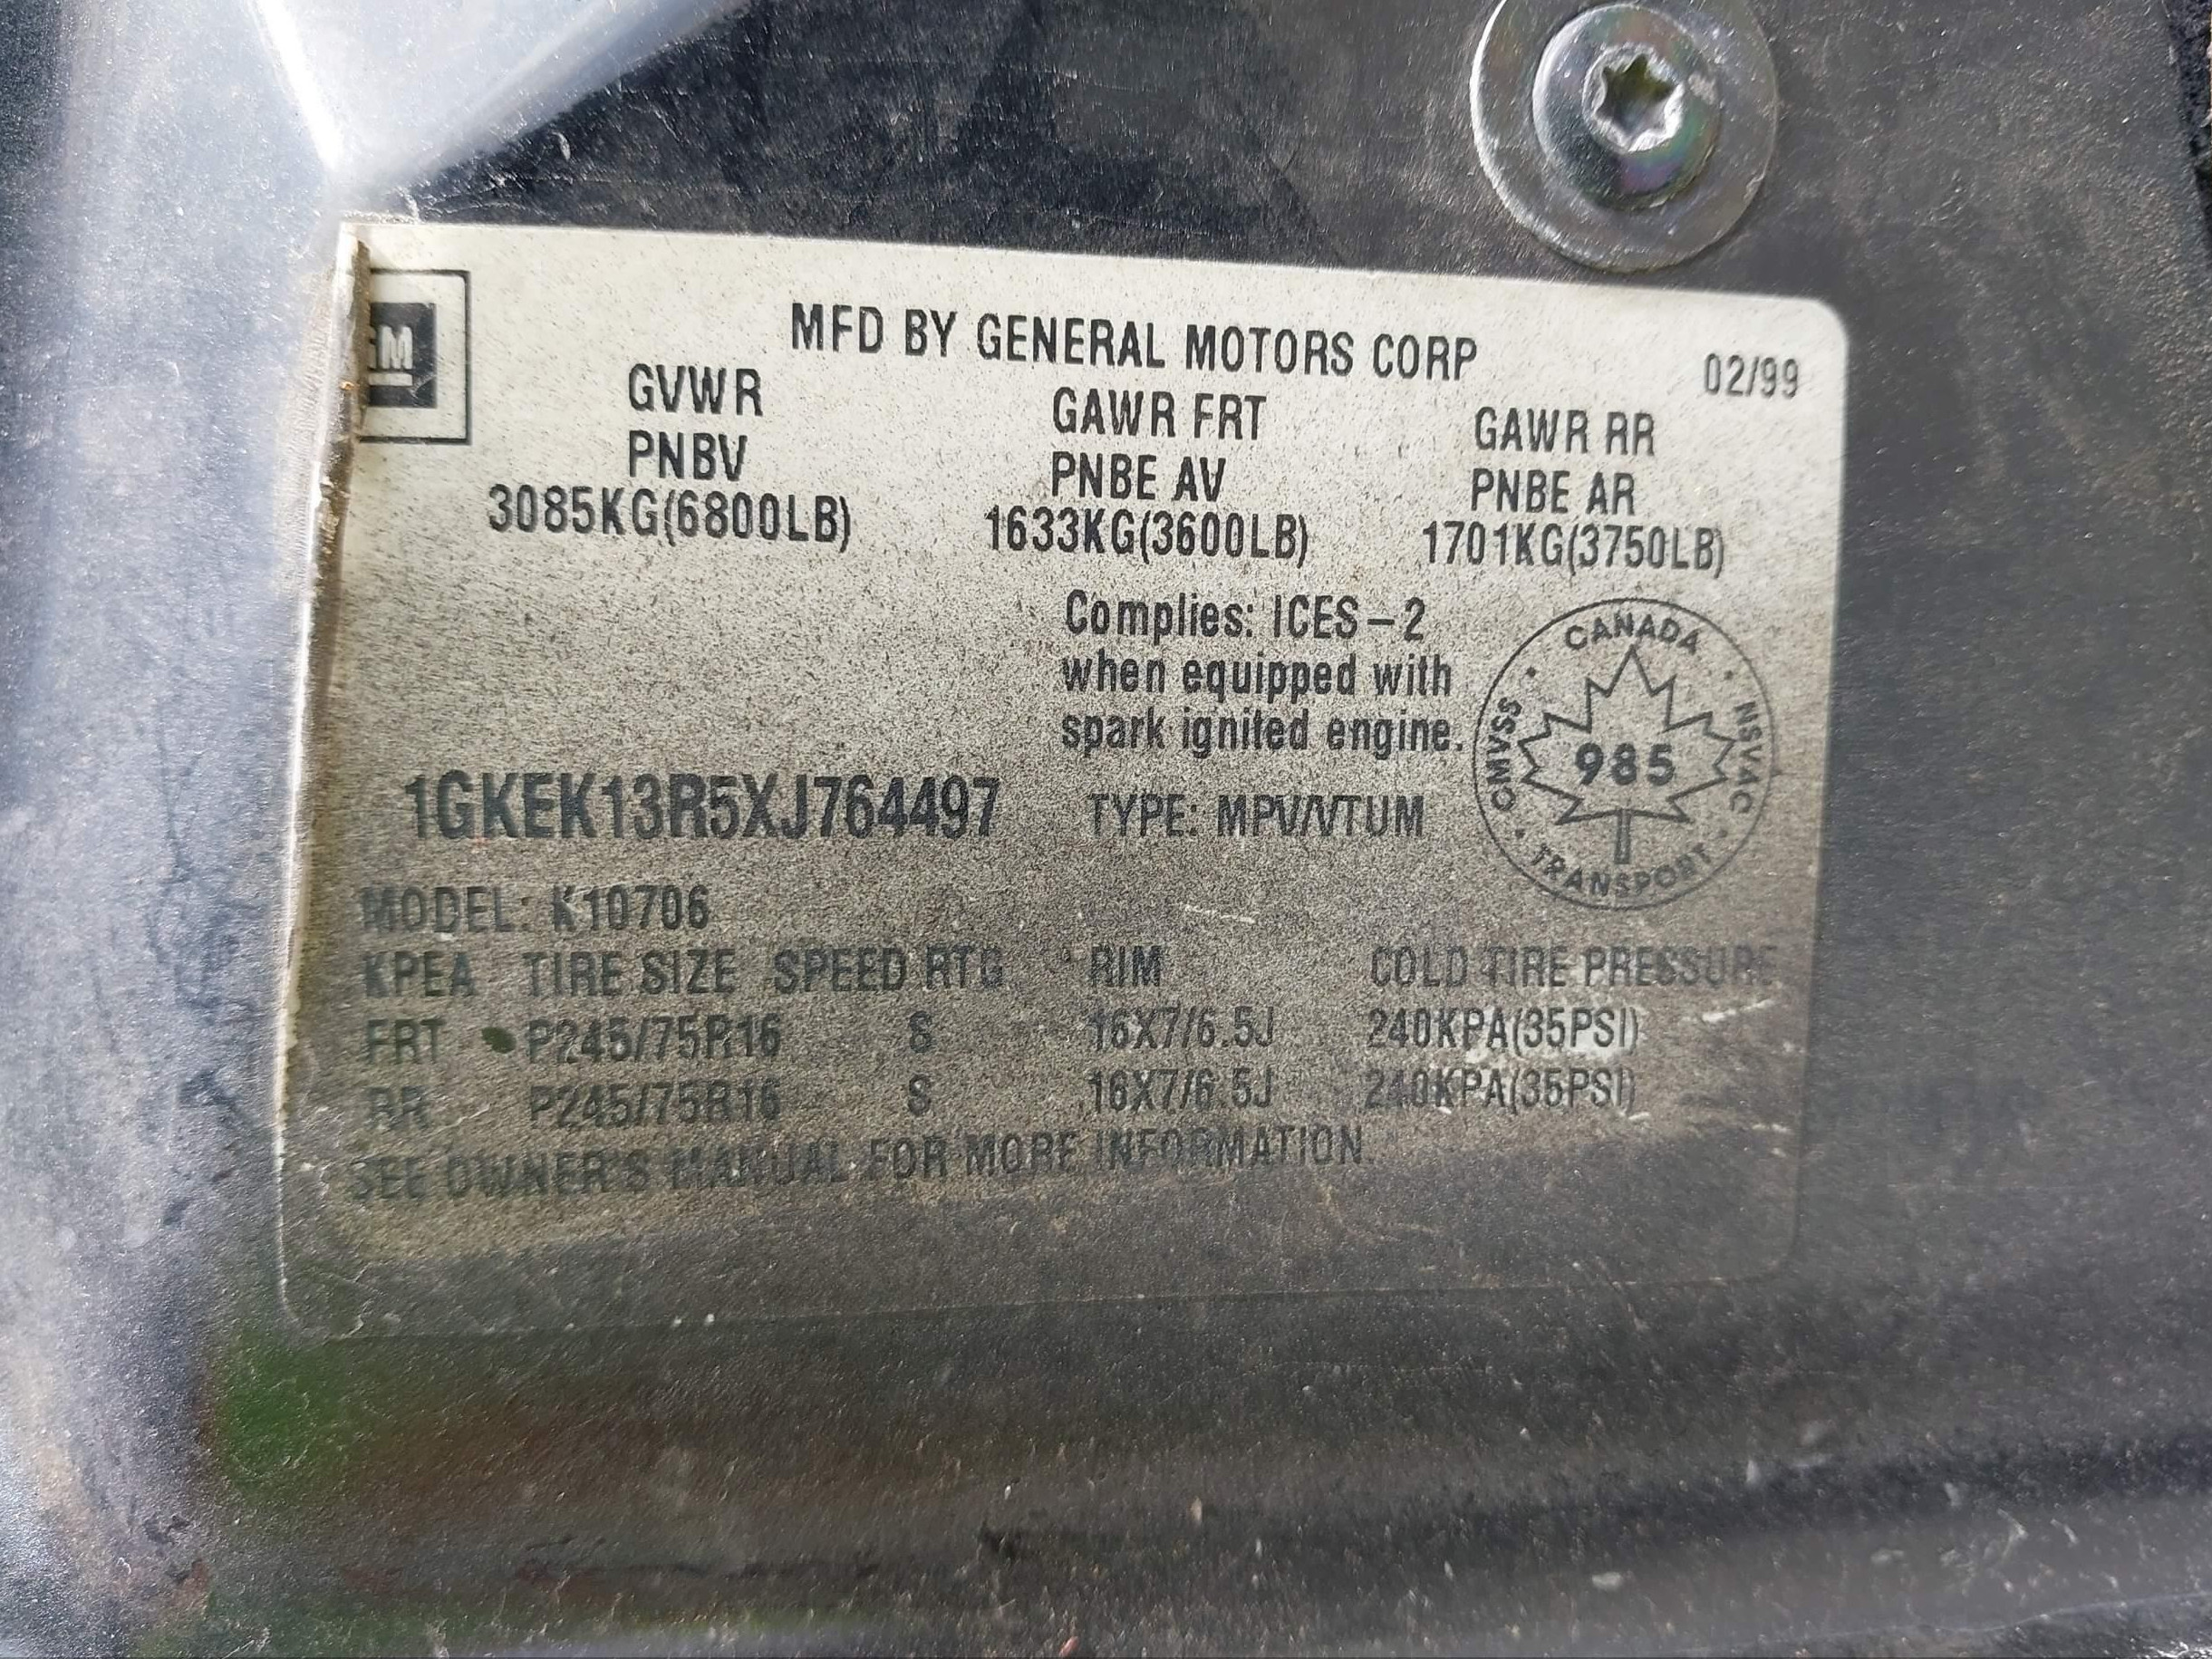 GM
MFD BY GENERAL MOTORS CORP
02/99
GVWR GAWR FRT GAWR RR
PNBV PNBE AV PNBE AR
3085KG(6800LB) 1633KG(3600LB) 1701KG(3750LB)
Complies: ICES-2
when equipped with
spark ignited engine.
CANADA
CMVSS
NSVAC
985
TRANSPORT
1GKEK13R5XJ764497 TYPE: MPV/VTUM
MODEL: K10706
KPEA TIRE SIZE SPEED RTG RIM COLD TIRE PRESSURE
FRT P245/75R16 S 16X7/6.5J 240KPA(35PSI)
RR P245/75R16 S 16X7/6.5J 240KPA(35PSI)
SEE OWNER'S MANUAL FOR MORE INFORMATION.